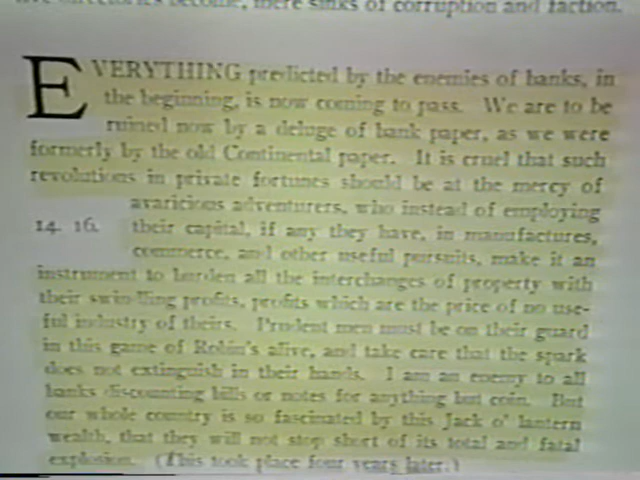 become, mere sinks of corruption and faction.
EVERYTHING predicted by the enemies of banks, in
the beginning, is now coming to pass. We are to be
ruined now by a deluge of bank paper, as we were
formerly by the old Continental paper. It is cruel that such
revolutions in private fortunes should be at the mercy of
avaricious adventurers, who instead of employing
14. 16. their capital, if any they have, in manufactures,
commerce, and other useful pursuits, make it an
instrument to burden all the interchanges of property with
their swindling profits, profits which are the price of no use-
ful industry of theirs. Prudent men must be on their guard
in this game of Robin's alive, and take care that the spark
does not extinguish in their hands. I am an enemy to all
banks discounting bills or notes for anything but coin. But
our whole country is so fascinated by this Jack o' lantern
wealth, that they will not stop short of its total and fatal
explosion. (This took place four years later.)